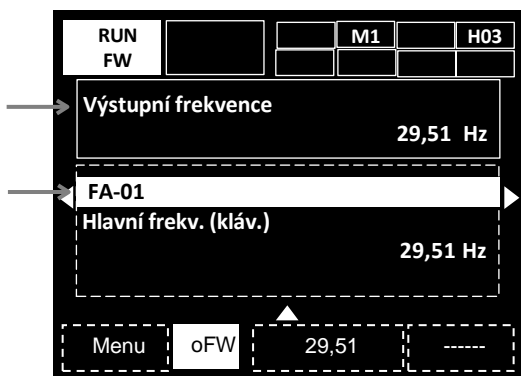 RUN M1 H03
FW
Výstupní frekvence
29,51 Hz
FA-01
Hlavní frekv. (kláv.)
29,51 Hz
Menu oFW 29,51 ------